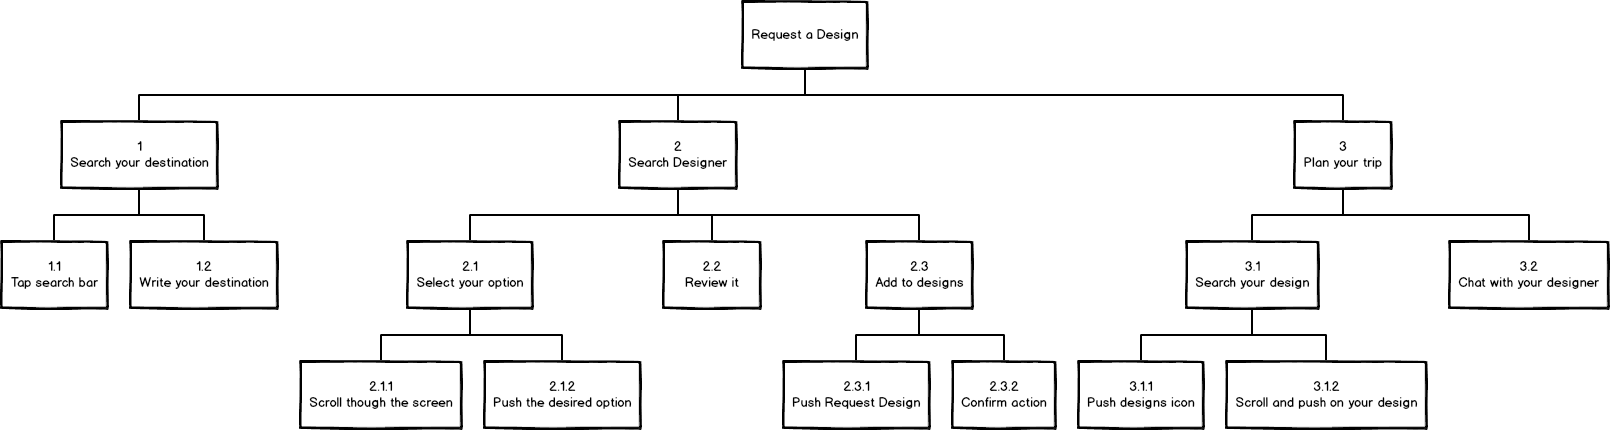 Request a Design
1
Search your destination
2
Search Designer
3
Plan your trip
1.1
Tap search bar
1.2
Write your destination
2.1
Select your option
2.2
Review it
2.3
Add to designs
3.1
Search your design
3.2
Chat with your designer
2.1.1
Scroll though the screen
2.1.2
Push the desired option
2.3.1
Push Request Design
2.3.2
Confirm action
3.1.1
Push designs icon
3.1.2
Scroll and push on your design